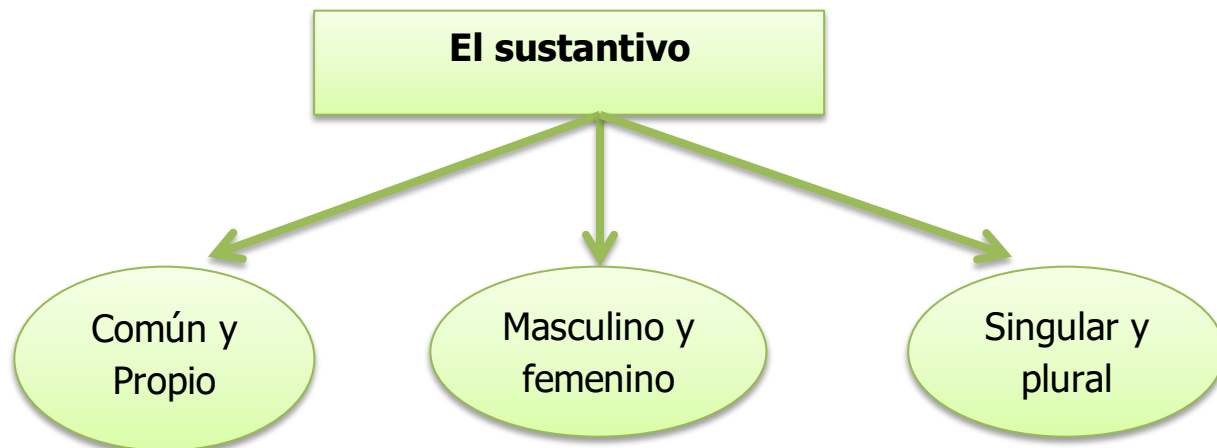 El sustantivo
Común y
Propio
Masculino y
femenino
Singular y
plural